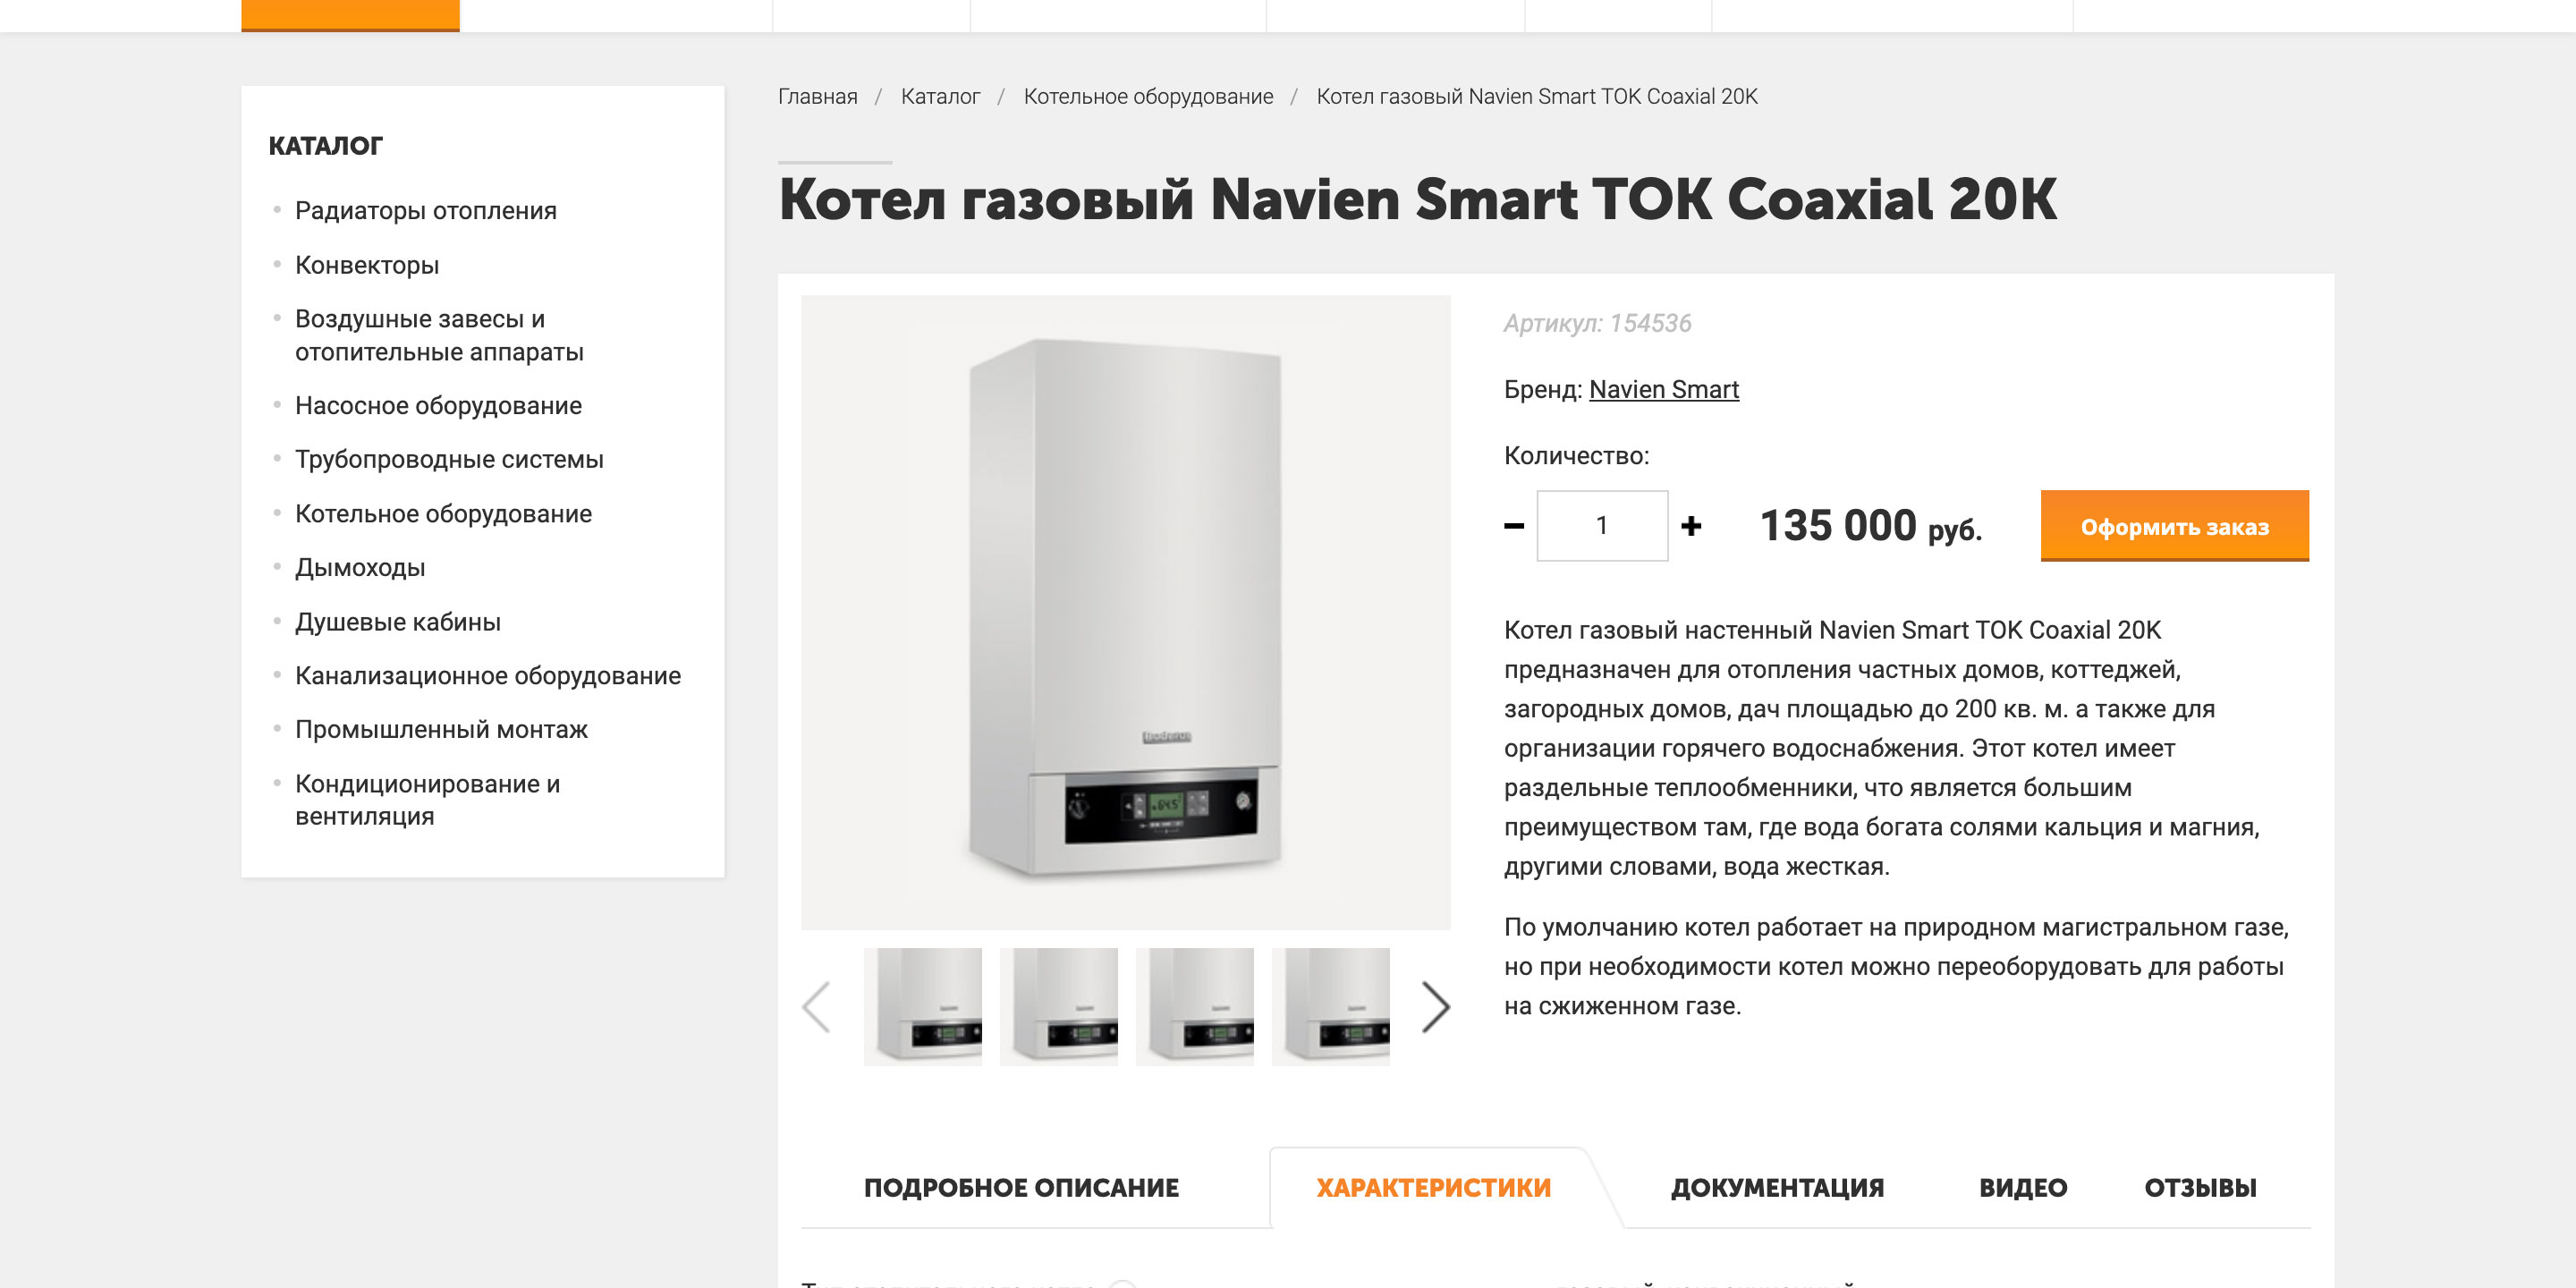 Главная / Каталог / Котельное оборудование / Котел газовый Navien Smart TOK Coaxial 20K
КАТАЛОГ
Радиаторы отопления
Конвекторы
Воздушные завесы и
отопительные аппараты
Насосное оборудование
Трубопроводные системы
Котельное оборудование
Дымоходы
Душевые кабины
Канализационное оборудование
Промышленный монтаж
Кондиционирование и
вентиляция
Котел газовый Navien Smart TOK Coaxial 20K
Артикул: 154536
Бренд: Navien Smart
Количество:
− 1 + 135 000 руб. Оформить заказ
Котел газовый настенный Navien Smart TOK Coaxial 20K
предназначен для отопления частных домов, коттеджей,
загородных домов, дач площадью до 200 кв. м. а также для
организации горячего водоснабжения. Этот котел имеет
раздельные теплообменники, что является большим
преимуществом там, где вода богата солями кальция и магния,
другими словами, вода жесткая.
По умолчанию котел работает на природном магистральном газе,
но при необходимости котел можно переоборудовать для работы
на сжиженном газе.
Buderus
ПОДРОБНОЕ ОПИСАНИЕ ХАРАКТЕРИСТИКИ ДОКУМЕНТАЦИЯ ВИДЕО ОТЗЫВЫ